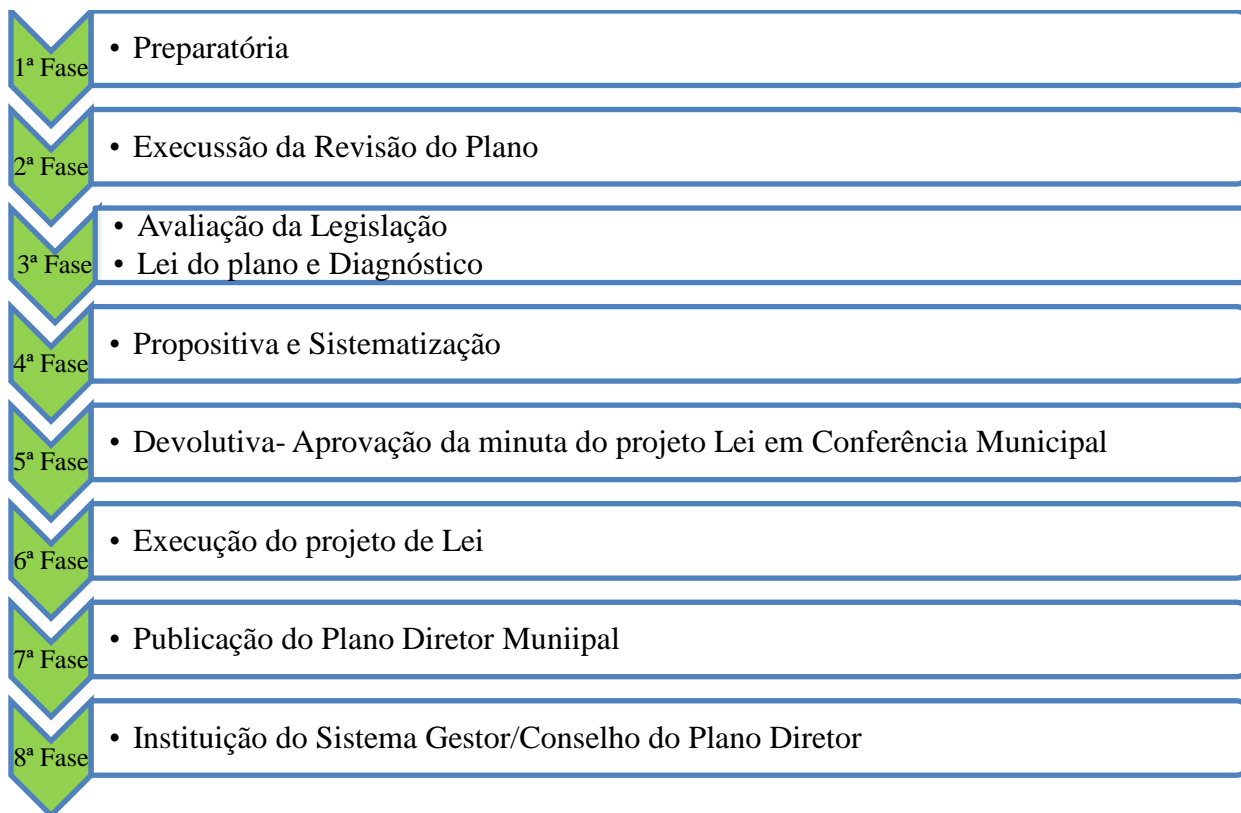 1ª Fase
• Preparatória
2ª Fase
• Execussão da Revisão do Plano
3ª Fase
• Avaliação da Legislação
• Lei do plano e Diagnóstico
4ª Fase
• Propositiva e Sistematização
5ª Fase
• Devolutiva- Aprovação da minuta do projeto Lei em Conferência Municipal
6ª Fase
• Execução do projeto de Lei
7ª Fase
• Publicação do Plano Diretor Muniipal
8ª Fase
• Instituição do Sistema Gestor/Conselho do Plano Diretor